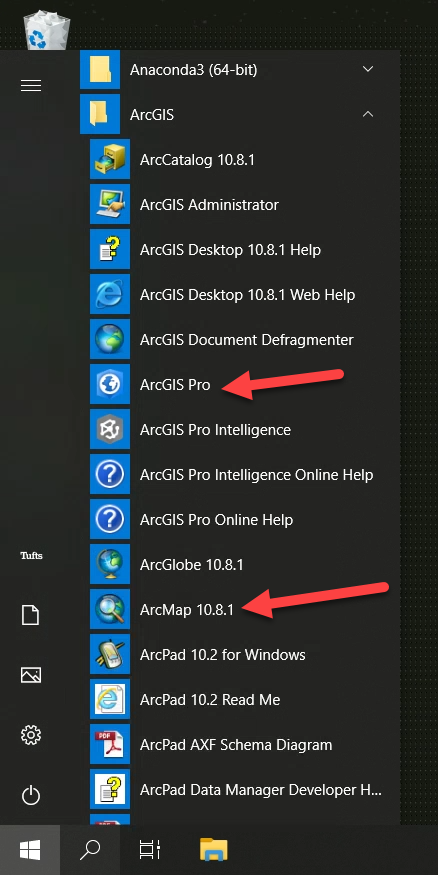 Anaconda3 (64-bit)
ArcGIS
ArcCatalog 10.8.1
ArcGIS Administrator
ArcGIS Desktop 10.8.1 Help
ArcGIS Desktop 10.8.1 Web Help
ArcGIS Document Defragmenter
ArcGIS Pro
ArcGIS Pro Intelligence
ArcGIS Pro Intelligence Online Help
ArcGIS Pro Online Help
Tufts
ArcGlobe 10.8.1
ArcMap 10.8.1
ArcPad 10.2 for Windows
ArcPad 10.2 Read Me
PDF
ArcPad AXF Schema Diagram
ArcPad Data Manager Developer H...